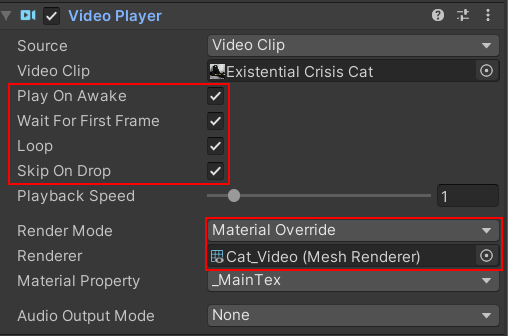 Video Player
Source Video Clip
Video Clip Existential Crisis Cat
Play On Awake
Wait For First Frame
Loop
Skip On Drop
Playback Speed 1
Render Mode Material Override
Renderer Cat_Video (Mesh Renderer)
Material Property _MainTex
Audio Output Mode None